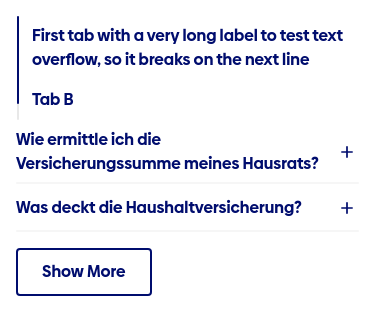 First tab with a very long label to test text
overflow, so it breaks on the next line
Tab B
Wie ermittle ich die
Versicherungssumme meines Hausrats?
Was deckt die Haushaltversicherung?
Show More